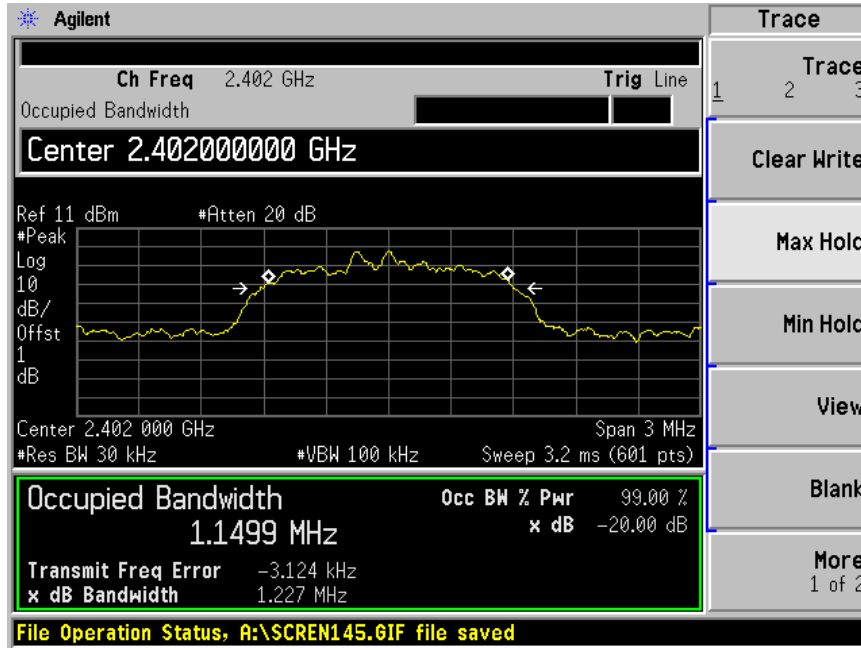 Agilent
Trace
Ch Freq 2.402 GHz Trig Line
Occupied Bandwidth
Center 2.402000000 GHz
Ref 11 dBm #Atten 20 dB
#Peak
Log
10
dB/
Offst
1
dB
Center 2.402 000 GHz Span 3 MHz
#Res BW 30 kHz #VBW 100 kHz Sweep 3.2 ms (601 pts)
Occupied Bandwidth Occ BW % Pwr 99.00 %
1.1499 MHz x dB -20.00 dB
Transmit Freq Error -3.124 kHz
x dB Bandwidth 1.227 MHz
File Operation Status, A:\SCREN145.GIF file saved
Trace
1 2 3
Clear Write
Max Hold
Min Hold
View
Blank
More
1 of 2